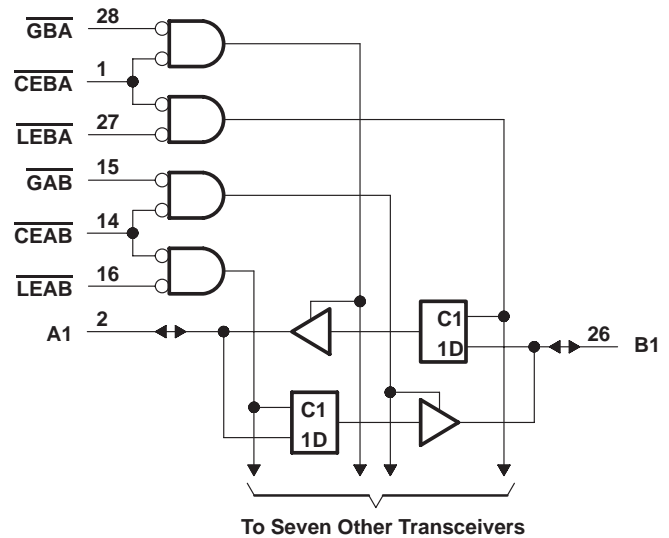 GBA 28
CEBA 1
LEBA 27
GAB 15
CEAB 14
LEAB 16
A1 2
C1
1D
26 B1
C1
1D
To Seven Other Transceivers